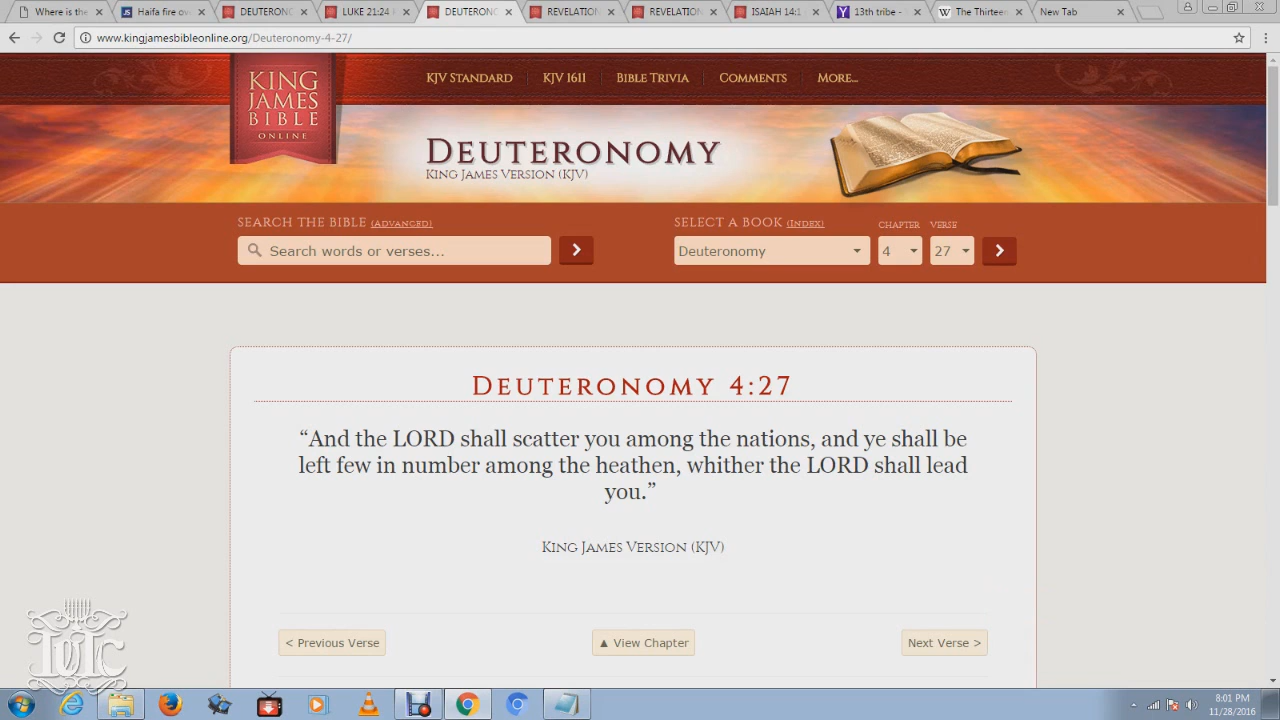 Where is the
Haifa fire ov
DEUTERON
LUKE 21:24 K
DEUTERON
REVELATION
REVELATION
ISAIAH 14:1
13th tribe -
The Thirteen
New Tab
www.kingjamesbibleonline.org/Deuteronomy-4-27/
KING
JAMES
BIBLE
ONLINE
KJV STANDARD
KJV 1611
BIBLE TRIVIA
COMMENTS
MORE...
DEUTERONOMY
KING JAMES VERSION (KJV)
SEARCH THE BIBLE (ADVANCED)
SELECT A BOOK (INDEX)
CHAPTER
VERSE
Search words or verses...
Deuteronomy
4
27
DEUTERONOMY 4:27
“And the LORD shall scatter you among the nations, and ye shall be
left few in number among the heathen, whither the LORD shall lead
you.”
KING JAMES VERSION (KJV)
< Previous Verse
▲ View Chapter
Next Verse >
IUIC
8:01 PM
11/28/2016